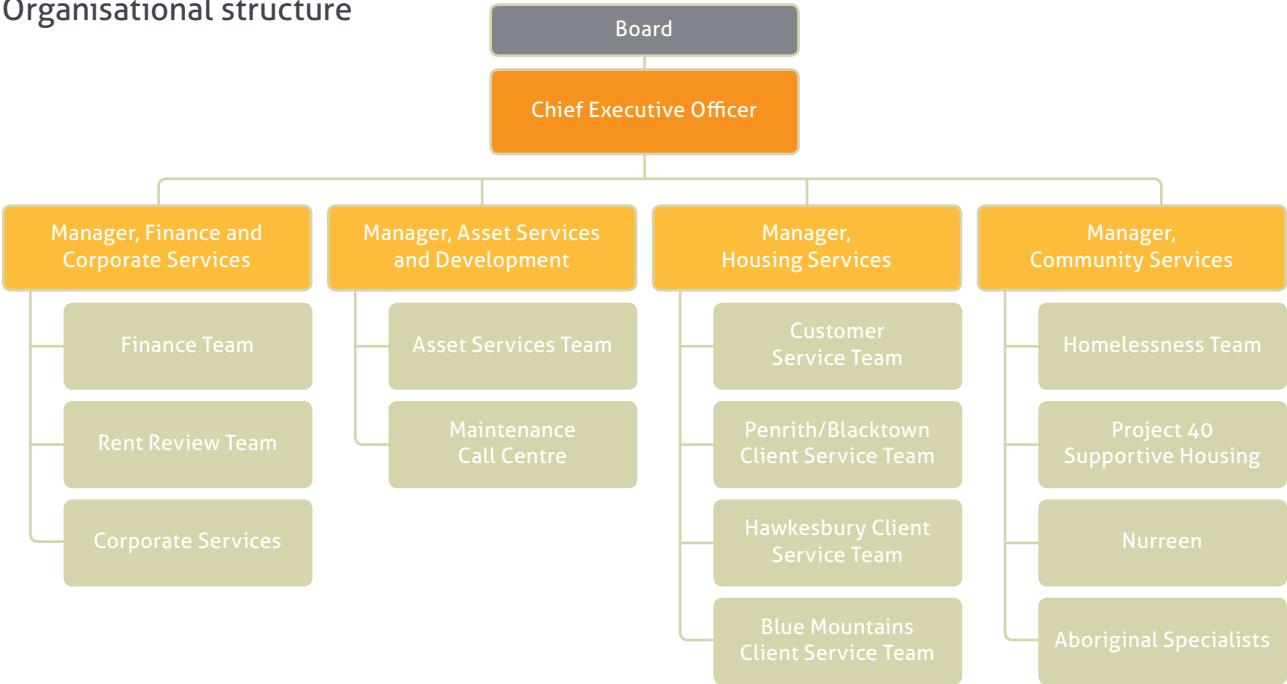 Organisational structure
Board
Chief Executive Officer
Manager, Finance and
Corporate Services
Finance Team
Rent Review Team
Corporate Services
Manager, Asset Services
and Development
Asset Services Team
Maintenance
Call Centre
Manager,
Housing Services
Customer
Service Team
Penrith/Blacktown
Client Service Team
Hawkesbury Client
Service Team
Blue Mountains
Client Service Team
Manager,
Community Services
Homelessness Team
Project 40
Supportive Housing
Nurreen
Aboriginal Specialists